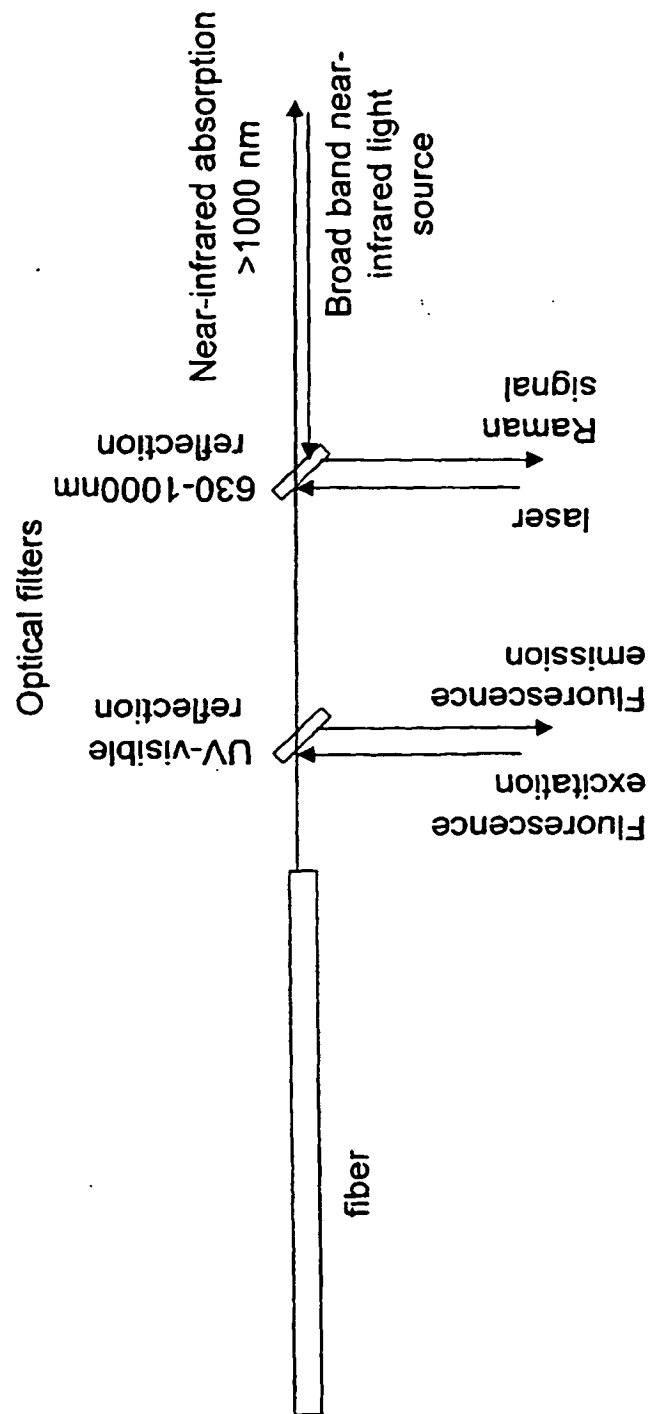 Optical filters
UV-visible
reflection
630-1000nm
reflection
Near-infrared absorption
>1000 nm
Broad band near-
infrared light
source
fiber
Fluorescence
excitation
Fluorescence
emission
laser
Raman
signal